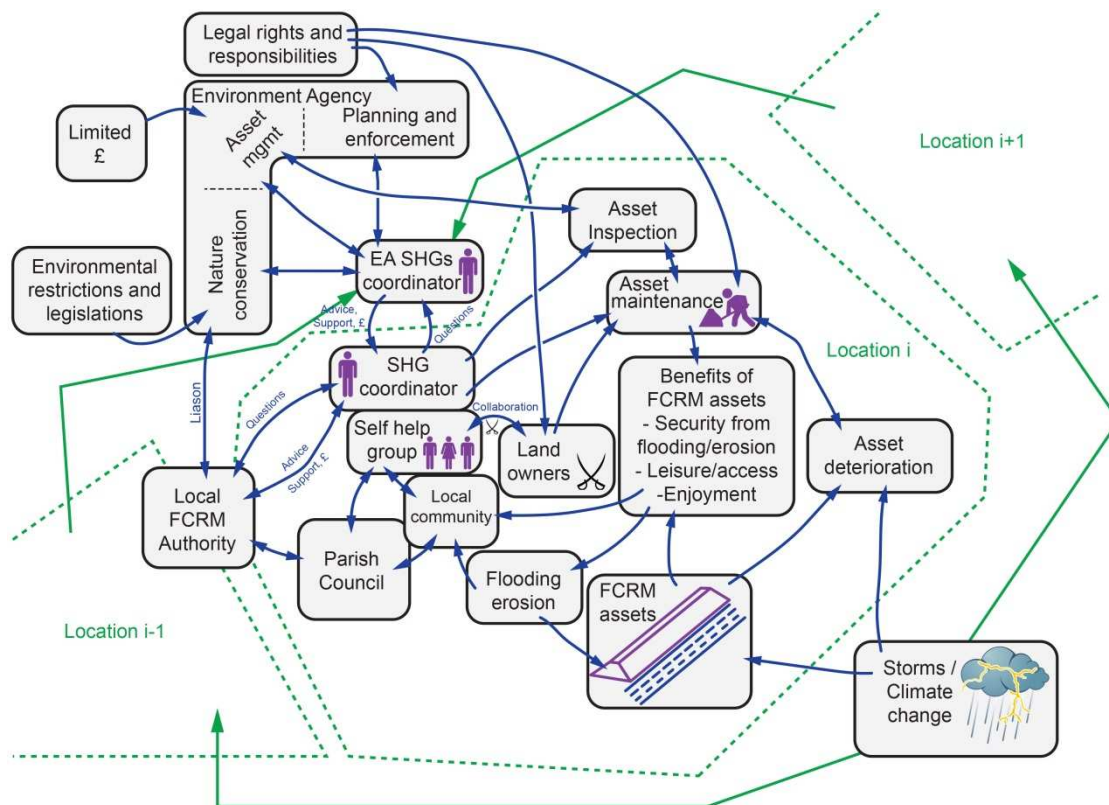 Legal rights and
responsibilities
Environment Agency
Asset
mgmt
Planning and
enforcement
Limited
£
Nature
conservation
Environmental
restrictions and
legislations
Location i+1
Asset
Inspection
EA SHGs
coordinator
Asset
maintenance
Advice,
Support, £
Questions
Location i
SHG
coordinator
Liason
Questions
Advice
Support, £
Collaboration
Self help
group
Land
owners
Benefits of
FCRM assets
- Security from
flooding/erosion
- Leisure/access
-Enjoyment
Asset
deterioration
Local
FCRM
Authority
Local
community
Parish
Council
Flooding
erosion
FCRM
assets
Location i-1
Storms /
Climate
change